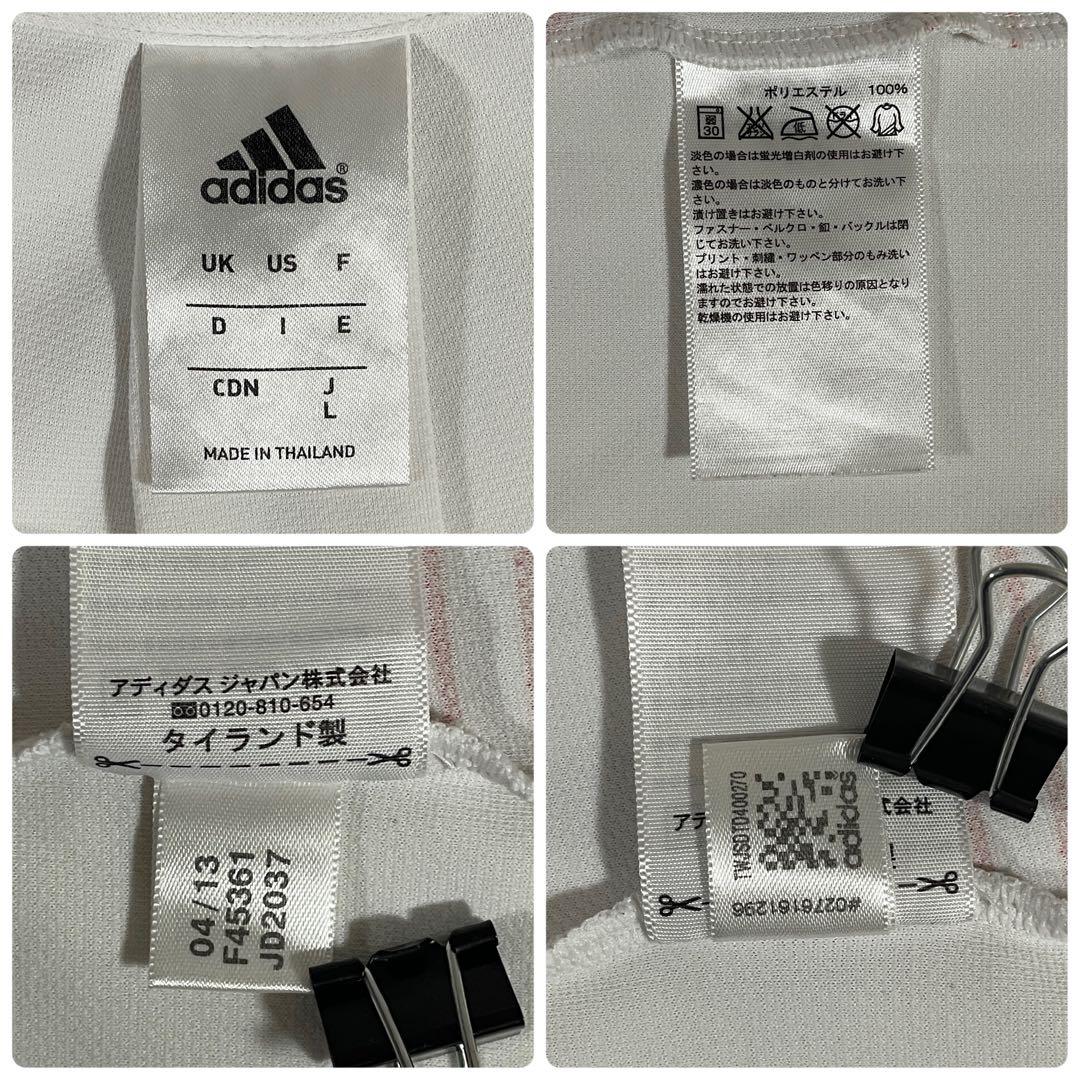 adidas®
UK US F
D I E
CDN J
L
MADE IN THAILAND
ポリエステル 100%
弱
30
低
淡色の場合は蛍光増白剤の使用はお避け下
さい。
濃色の場合は淡色のものと分けてお洗い下
さい。
漬け置きはお避け下さい。
ファスナー・ベルクロ・釦・バックルは閉
じてお洗い下さい。
プリント・刺繍・ワッペン部分のもみ洗い
はお避け下さい。
濡れた状態での放置は色移りの原因となり
ますのでお避け下さい。
乾燥機の使用はお避け下さい。
アディダス ジャパン株式会社
0120-810-654
タイランド製
04/13
F45361
JD2037
アデ
式会社
TWJSDTD400270
adidas
#0276161296